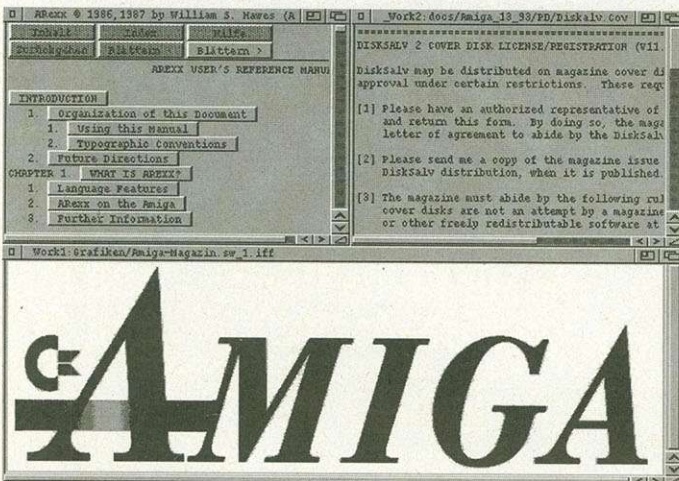 ARexx © 1986,1987 by William S. Hawes (A
Inhalt Index Hilfe
Zurückgehen Blättern < Blättern >
AREXX USER'S REFERENCE MANU
INTRODUCTION
1. Organization of this Document
1. Using this Manual
2. Typographic Conventions
2. Future Directions
CHAPTER 1 WHAT IS AREXX?
1. Language Features
2. ARexx on the Amiga
3. Further Information
_Work2:docs/Amiga_13_93/PD/Diskalv.Cov
DISKSALV 2 COVER DISK LICENSE/REGISTRATION (V11.
DiskSalv may be distributed on magazine cover di
approval under certain restrictions. These requ
[1] Please have an authorized representative of
and return this form. By doing so, the maga
letter of agreement to abide by the DiskSalv
[2] Please send me a copy of the magazine issue
DiskSalv distribution, when it is published.
[3] The magazine must abide by the following rul
cover disks are not an attempt by a magazine
or other freely redistributable software at
Work1:Grafiken/Amiga-Magazin.sw_1.iff
AMIGA